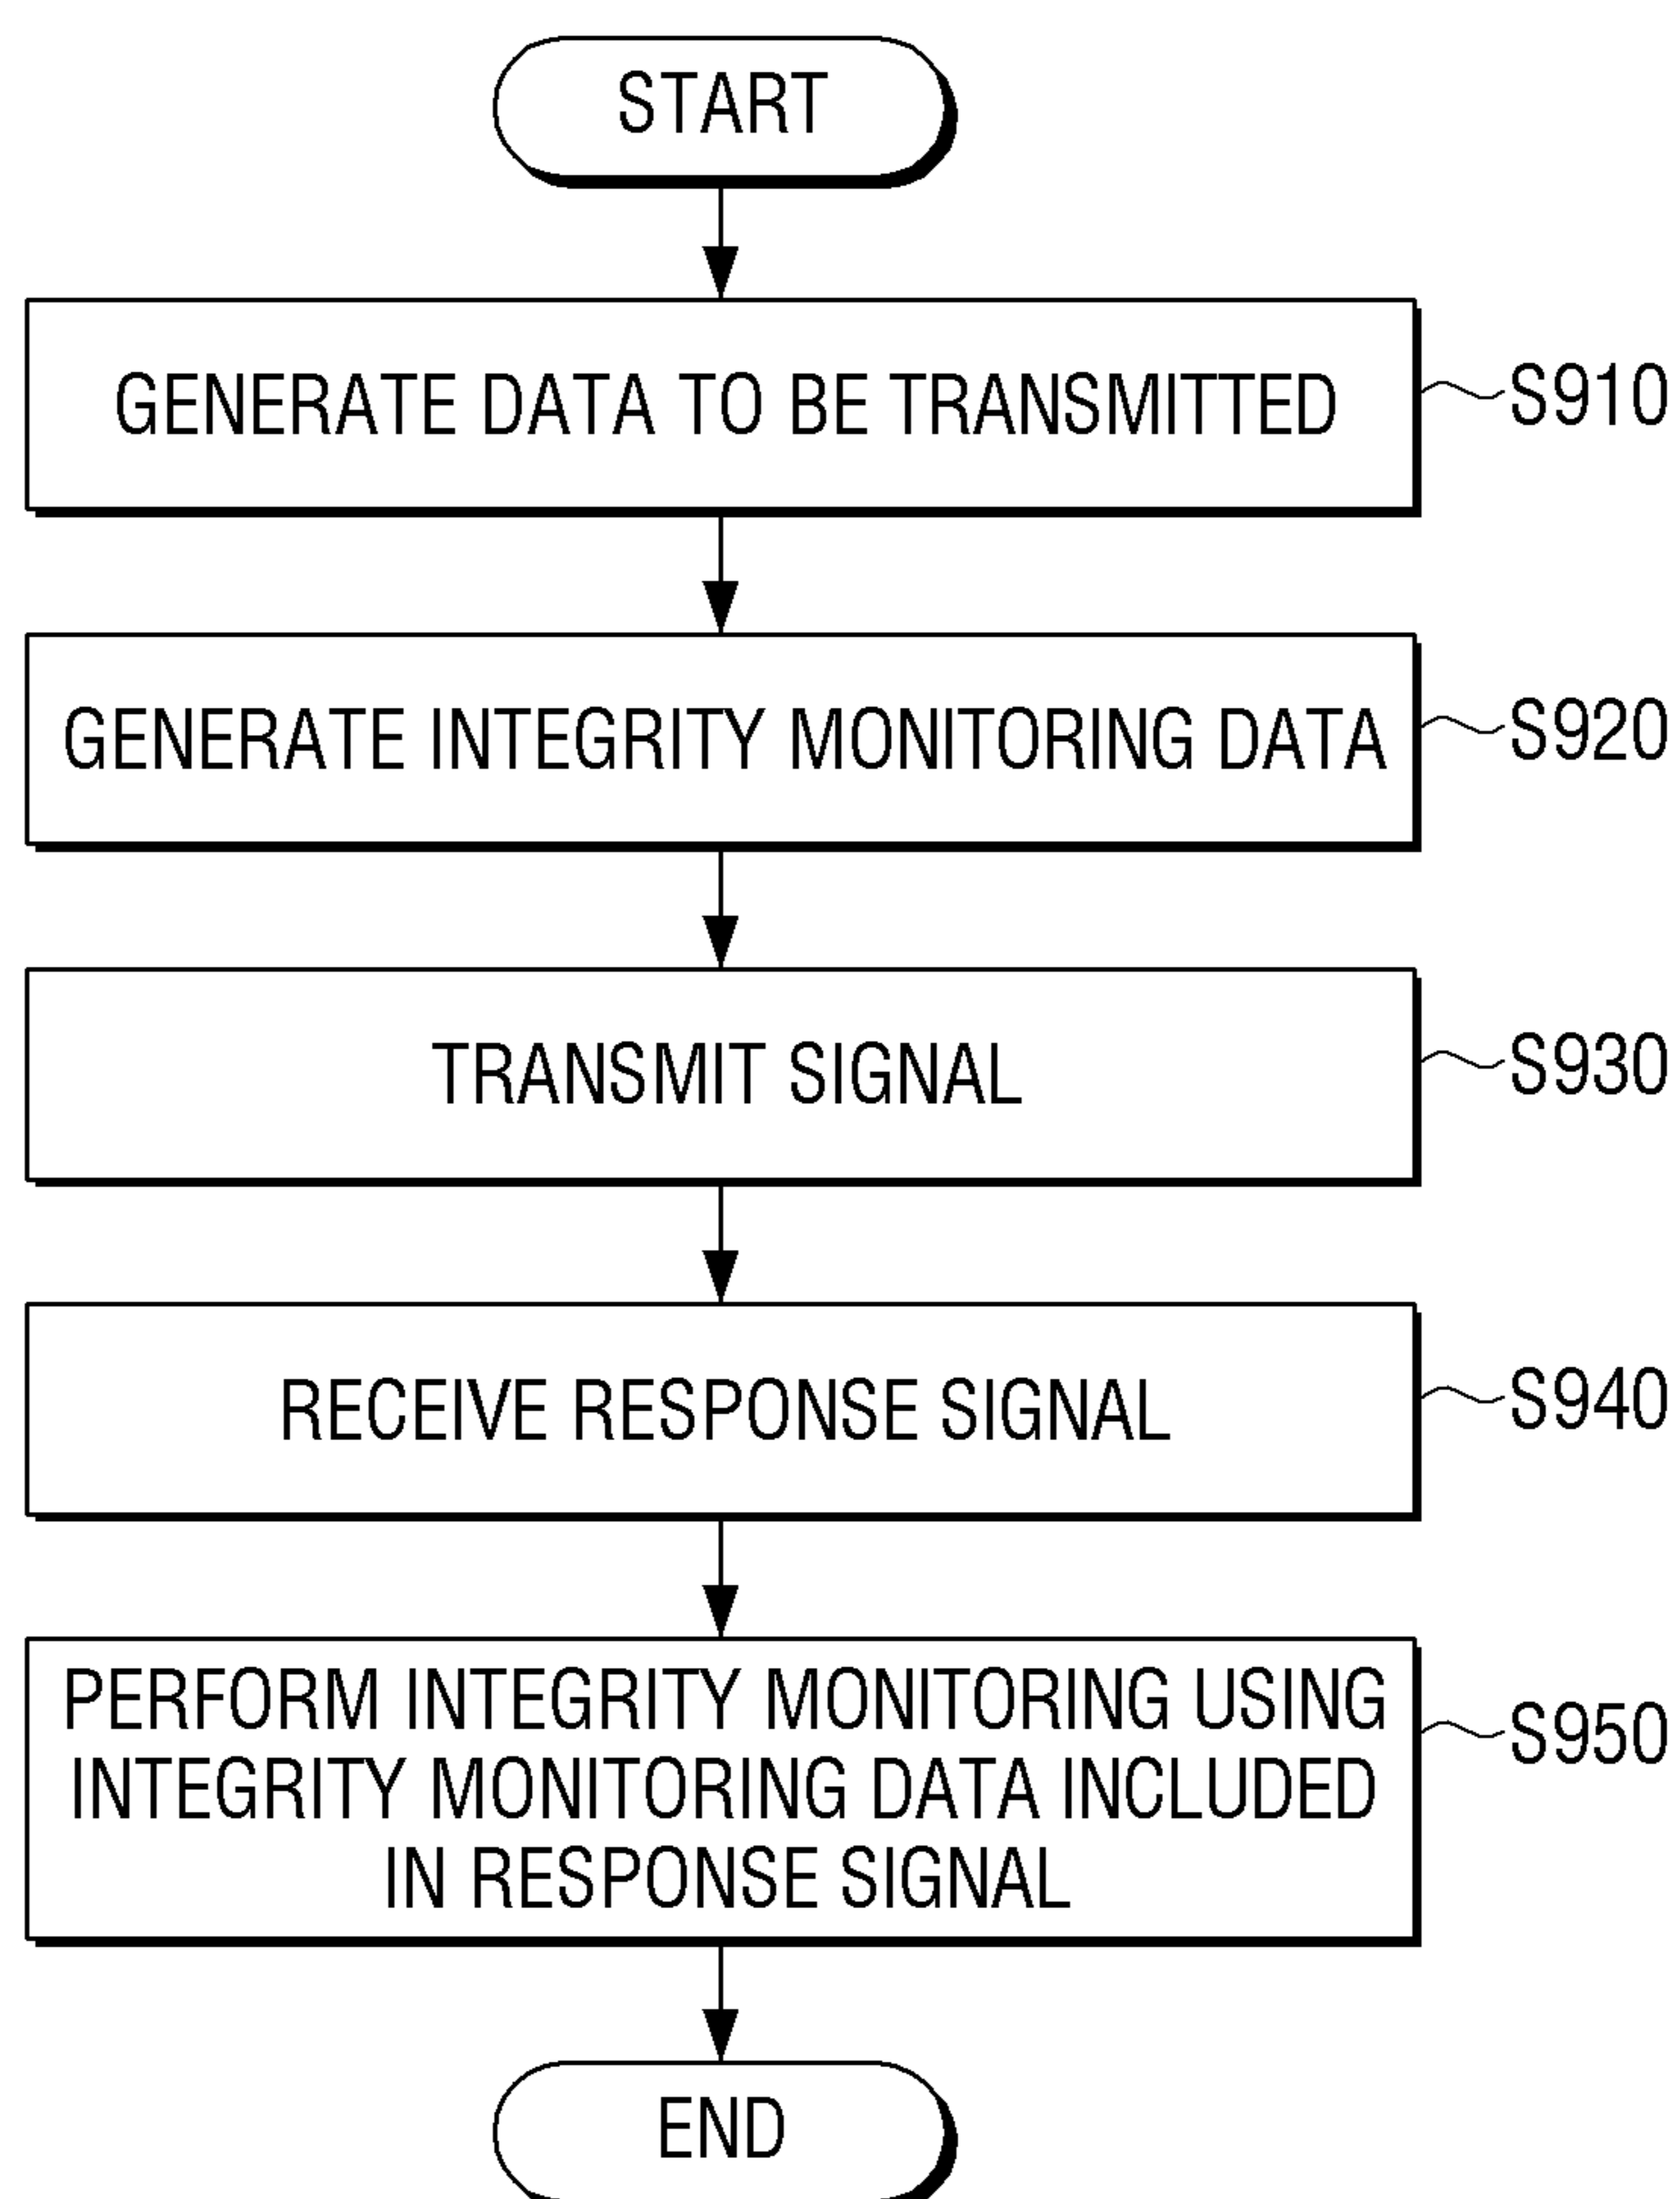 START
GENERATE DATA TO BE TRANSMITTED
S910
GENERATE INTEGRITY MONITORING DATA
S920
TRANSMIT SIGNAL
S930
RECEIVE RESPONSE SIGNAL
S940
PERFORM INTEGRITY MONITORING USING
INTEGRITY MONITORING DATA INCLUDED
IN RESPONSE SIGNAL
S950
END